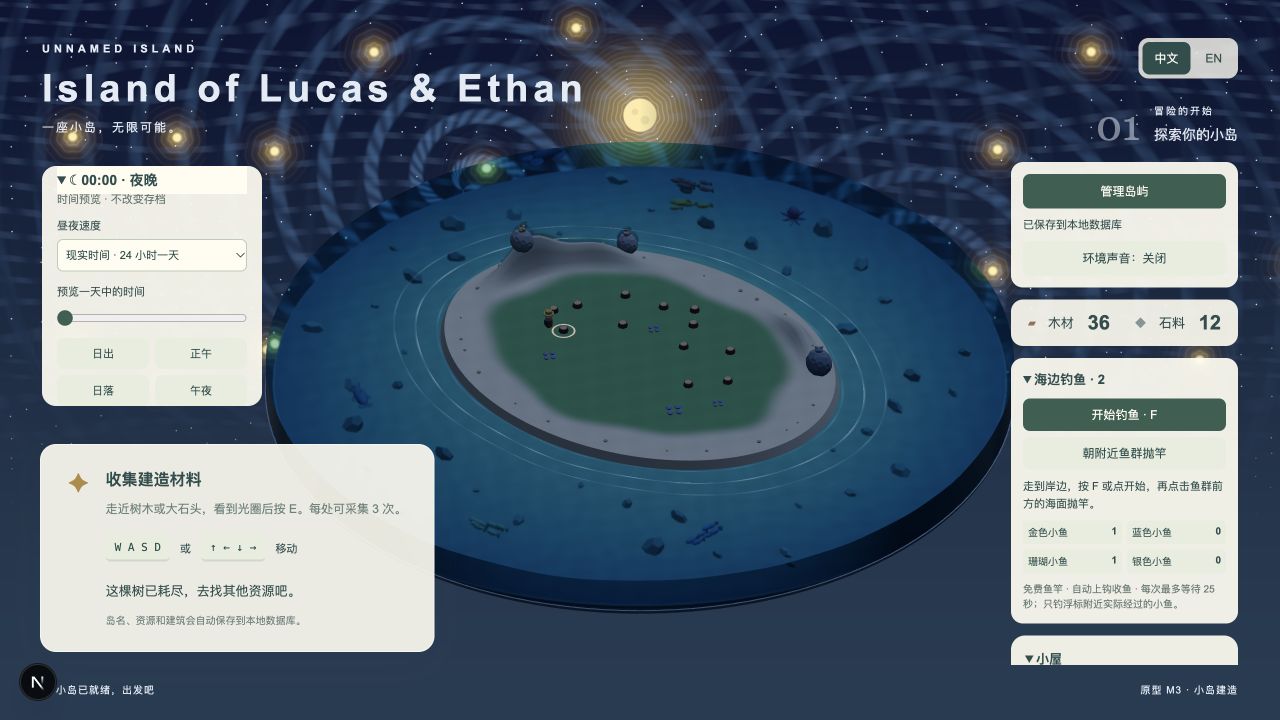 UNNAMED ISLAND
Island of Lucas & Ethan
一座小岛，无限可能。
中文 EN
01
冒险的开始
探索你的小岛
▼☾00:00 · 夜晚
时间预览 · 不改变存档
昼夜速度
现实时间 · 24 小时一天
预览一天中的时间
日出 正午
日落 午夜
收集建造材料
走近树木或大石头，看到光圈后按 E。每处可采集 3 次。
W A S D 或 ↑ ← ↓ → 移动
这棵树已耗尽，去找其他资源吧。
岛名、资源和建筑会自动保存到本地数据库。
管理岛屿
已保存到本地数据库
环境声音：关闭
木材 36 石料 12
▼海边钓鱼 · 2
开始钓鱼 · F
朝附近鱼群抛竿
走到岸边，按 F 或点开始，再点击鱼群前
方的海面抛竿。
金色小鱼 1 蓝色小鱼 0
珊瑚小鱼 1 银色小鱼 0
免费鱼竿 · 自动上钩收鱼 · 每次最多等待 25
秒；只钓浮标附近实际经过的小鱼。
▼小屋
N
小岛已就绪，出发吧
原型 M3 · 小岛建造